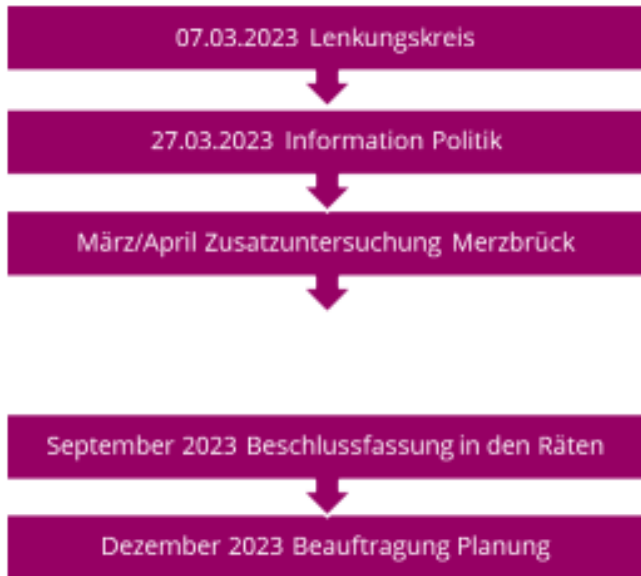 07.03.2023 Lenkungskreis
27.03.2023 Information Politik
März/April Zusatzuntersuchung Merzbrück
September 2023 Beschlussfassung in den Räten
Dezember 2023 Beauftragung Planung